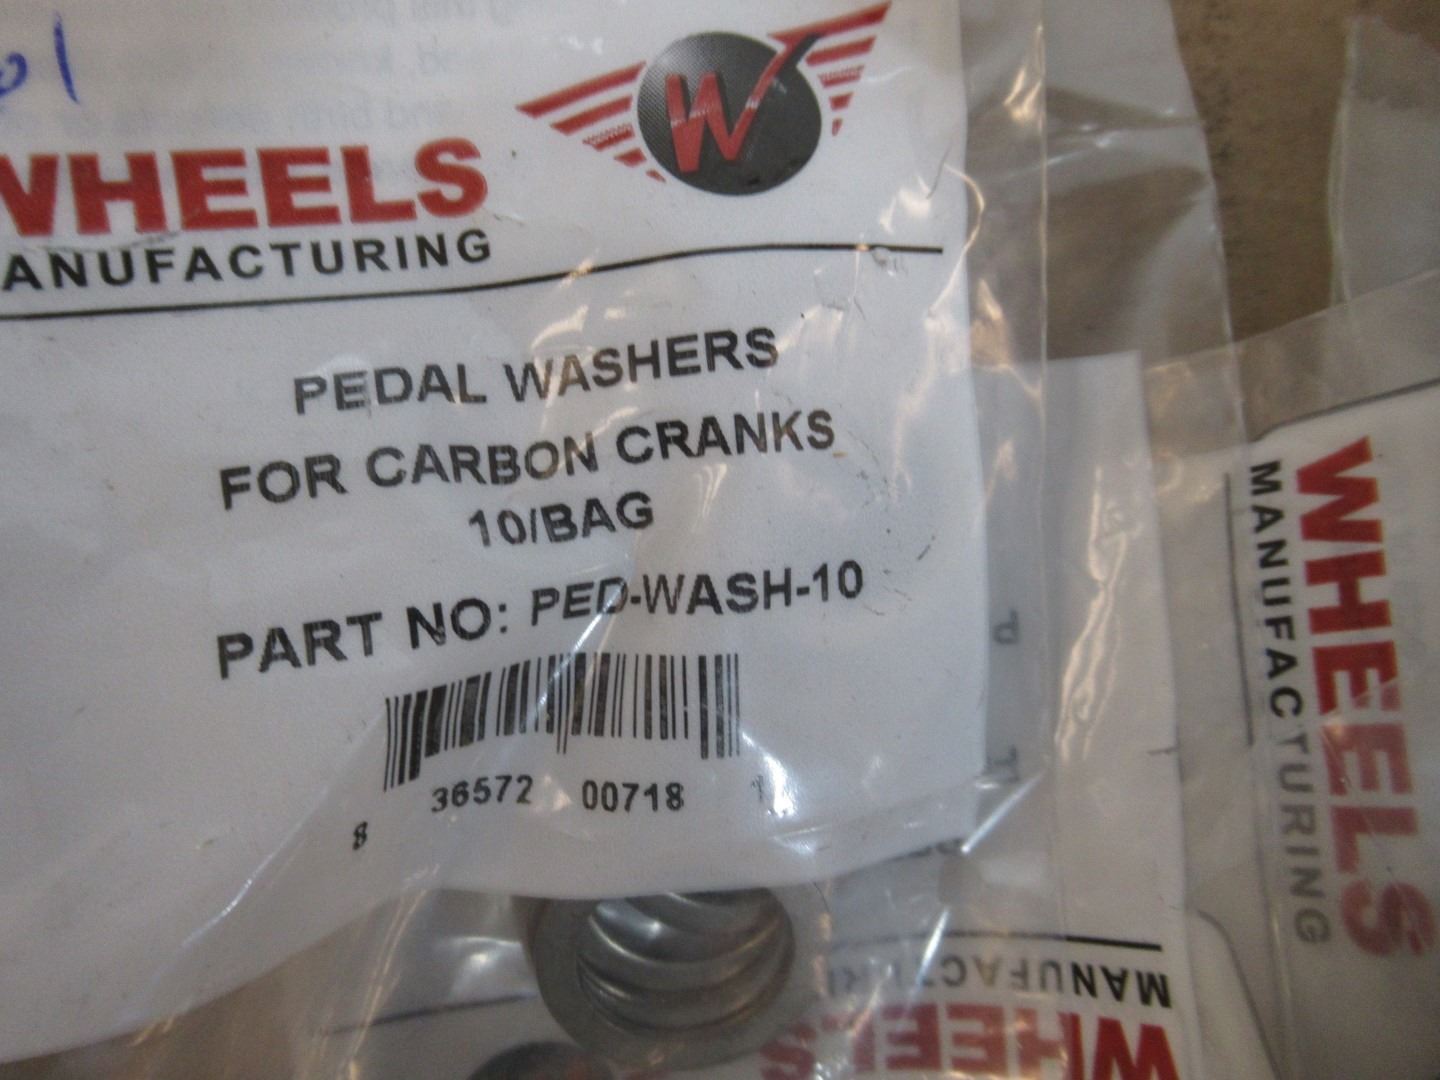 WHEELS
MANUFACTURING
W
PEDAL WASHERS
FOR CARBON CRANKS
10/BAG
PART NO: PED-WASH-10
8 36572 00718 1
WHEELS
MANUFACTURING
WHEELS
MANUFACTURING